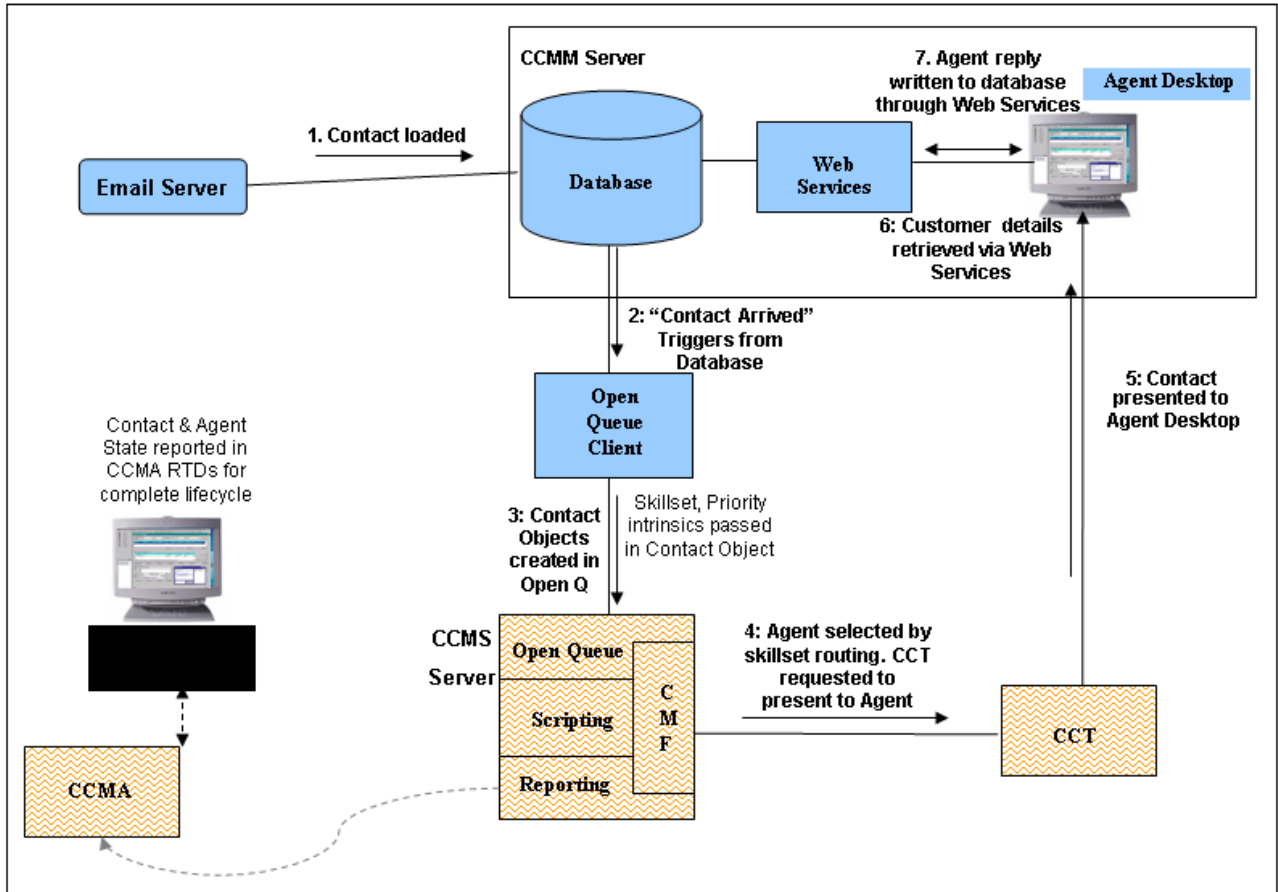 CCMM Server
7. Agent reply
written to database
through Web Services
Agent Desktop
1. Contact loaded
Email Server
Database
Web
Services
6: Customer details
retrieved via Web
Services
2: “Contact Arrived”
Triggers from
Database
Open
Queue
Client
5: Contact
presented to
Agent Desktop
Contact & Agent
State reported in
CCMA RTDs for
complete lifecycle
3: Contact
Objects
created in
Open Q
Skillset, Priority
intrinsics passed
in Contact Object
CCMS
Server
Open Queue
Scripting
Reporting
C
M
F
4: Agent selected by
skillset routing. CCT
requested to
present to Agent
CCT
CCMA